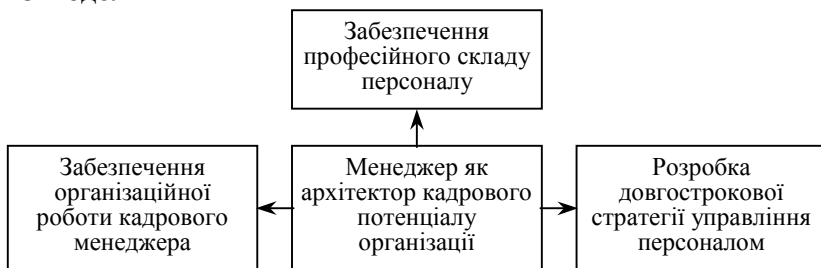 Забезпечення
професійного складу
персоналу
Забезпечення
організаційної
роботи кадрового
менеджера
Менеджер як
архітектор кадрового
потенціалу
організації
Розробка
довгострокової
стратегії управління
персоналом